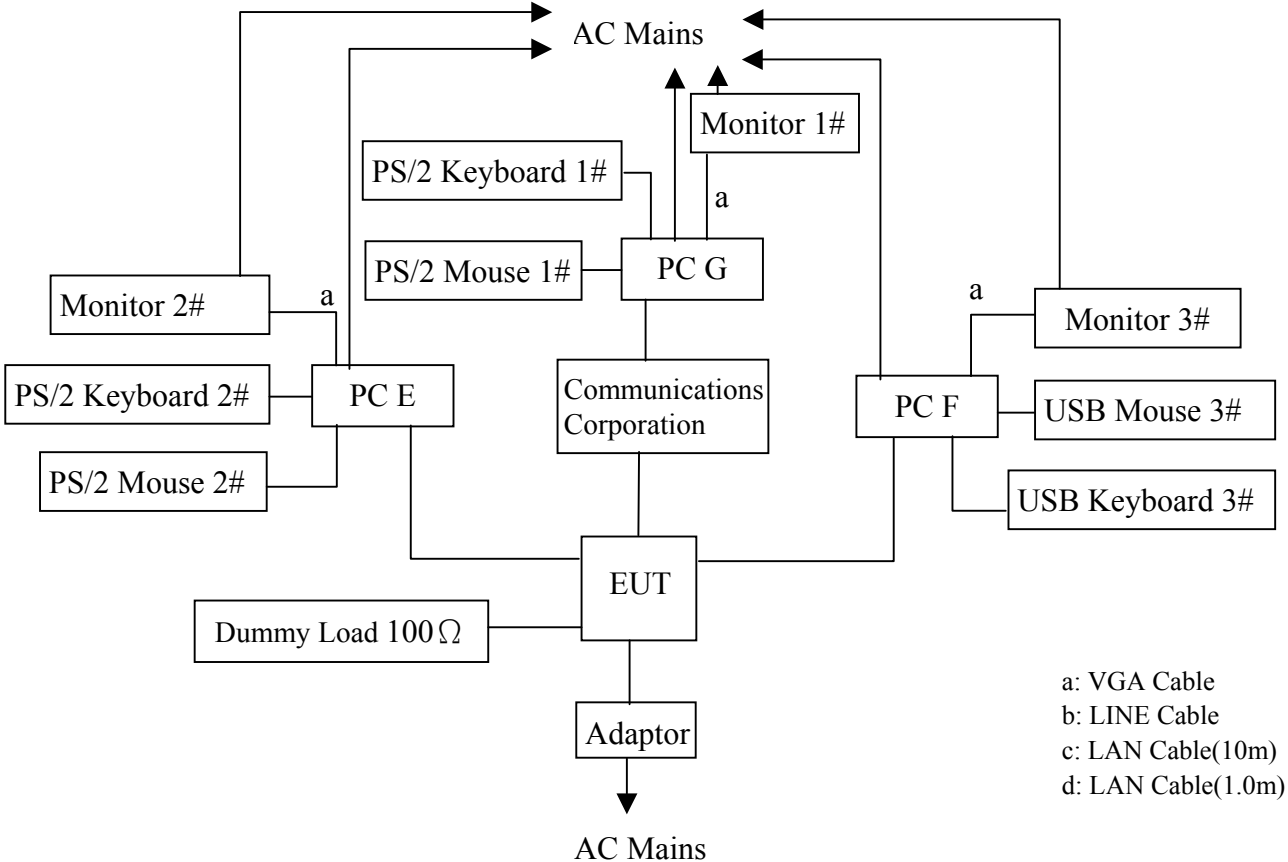 AC Mains
Monitor 1#
PS/2 Keyboard 1#
a
PS/2 Mouse 1#
PC G
Monitor 2#
a
a
Monitor 3#
PS/2 Keyboard 2#
PC E
Communications
Corporation
PC F
USB Mouse 3#
PS/2 Mouse 2#
USB Keyboard 3#
EUT
Dummy Load 100Ω
Adaptor
AC Mains
a: VGA Cable
b: LINE Cable
c: LAN Cable(10m)
d: LAN Cable(1.0m)